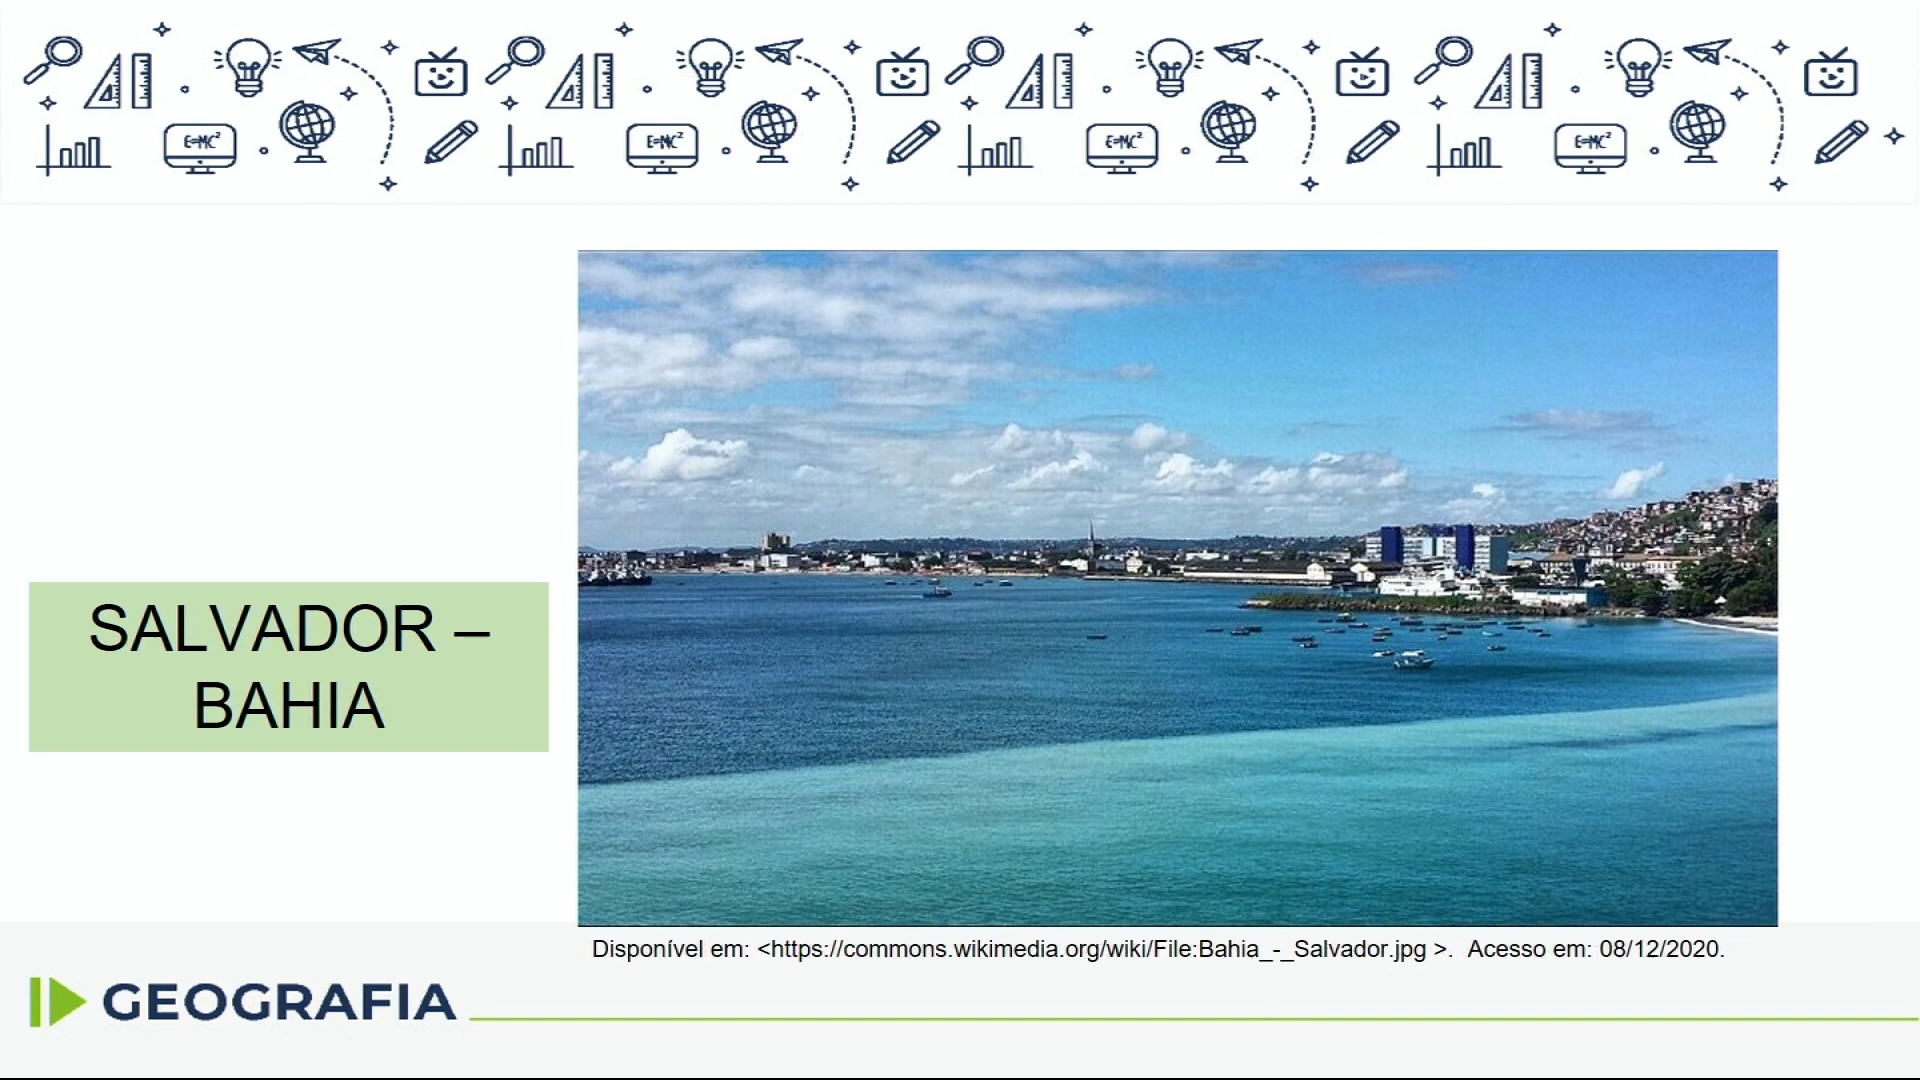 E=MC²
E=MC²
E=MC²
E=MC²
SALVADOR –
BAHIA
Disponível em: <https://commons.wikimedia.org/wiki/File:Bahia_-_Salvador.jpg >.  Acesso em: 08/12/2020.
GEOGRAFIA